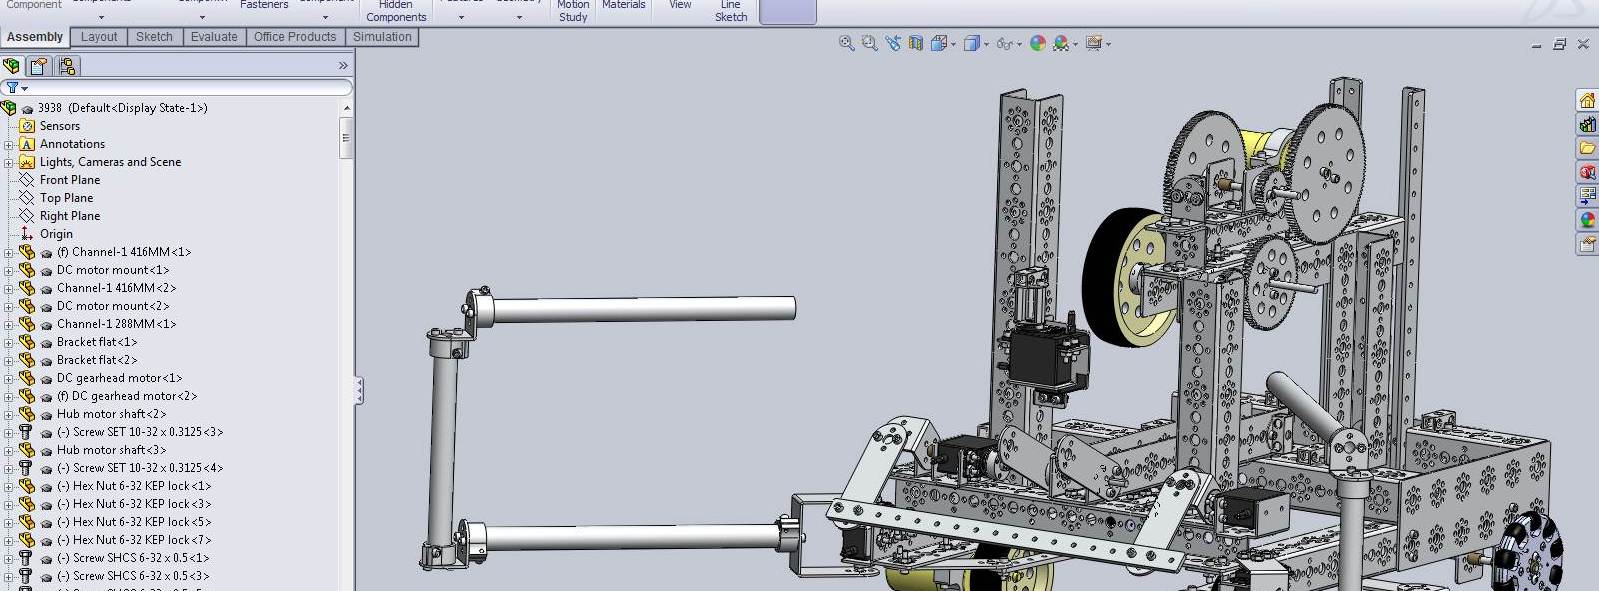 Component
Fasteners
Hidden
Components
Motion
Study
Materials
View
Line
Sketch
Assembly Layout Sketch Evaluate Office Products Simulation
3938 (Default<Display State-1>)
Sensors
Annotations
Lights, Cameras and Scene
Front Plane
Top Plane
Right Plane
Origin
(f) Channel-1 416MM<1>
DC motor mount<1>
Channel-1 416MM<2>
DC motor mount<2>
Channel-1 288MM<1>
Bracket flat<1>
Bracket flat<2>
DC gearhead motor<1>
(f) DC gearhead motor<2>
Hub motor shaft<2>
(-) Screw SET 10-32 x 0.3125<3>
Hub motor shaft<3>
(-) Screw SET 10-32 x 0.3125<4>
(-) Hex Nut 6-32 KEP lock<1>
(-) Hex Nut 6-32 KEP lock<3>
(-) Hex Nut 6-32 KEP lock<5>
(-) Hex Nut 6-32 KEP lock<7>
(-) Screw SHCS 6-32 x 0.5<1>
(-) Screw SHCS 6-32 x 0.5<3>